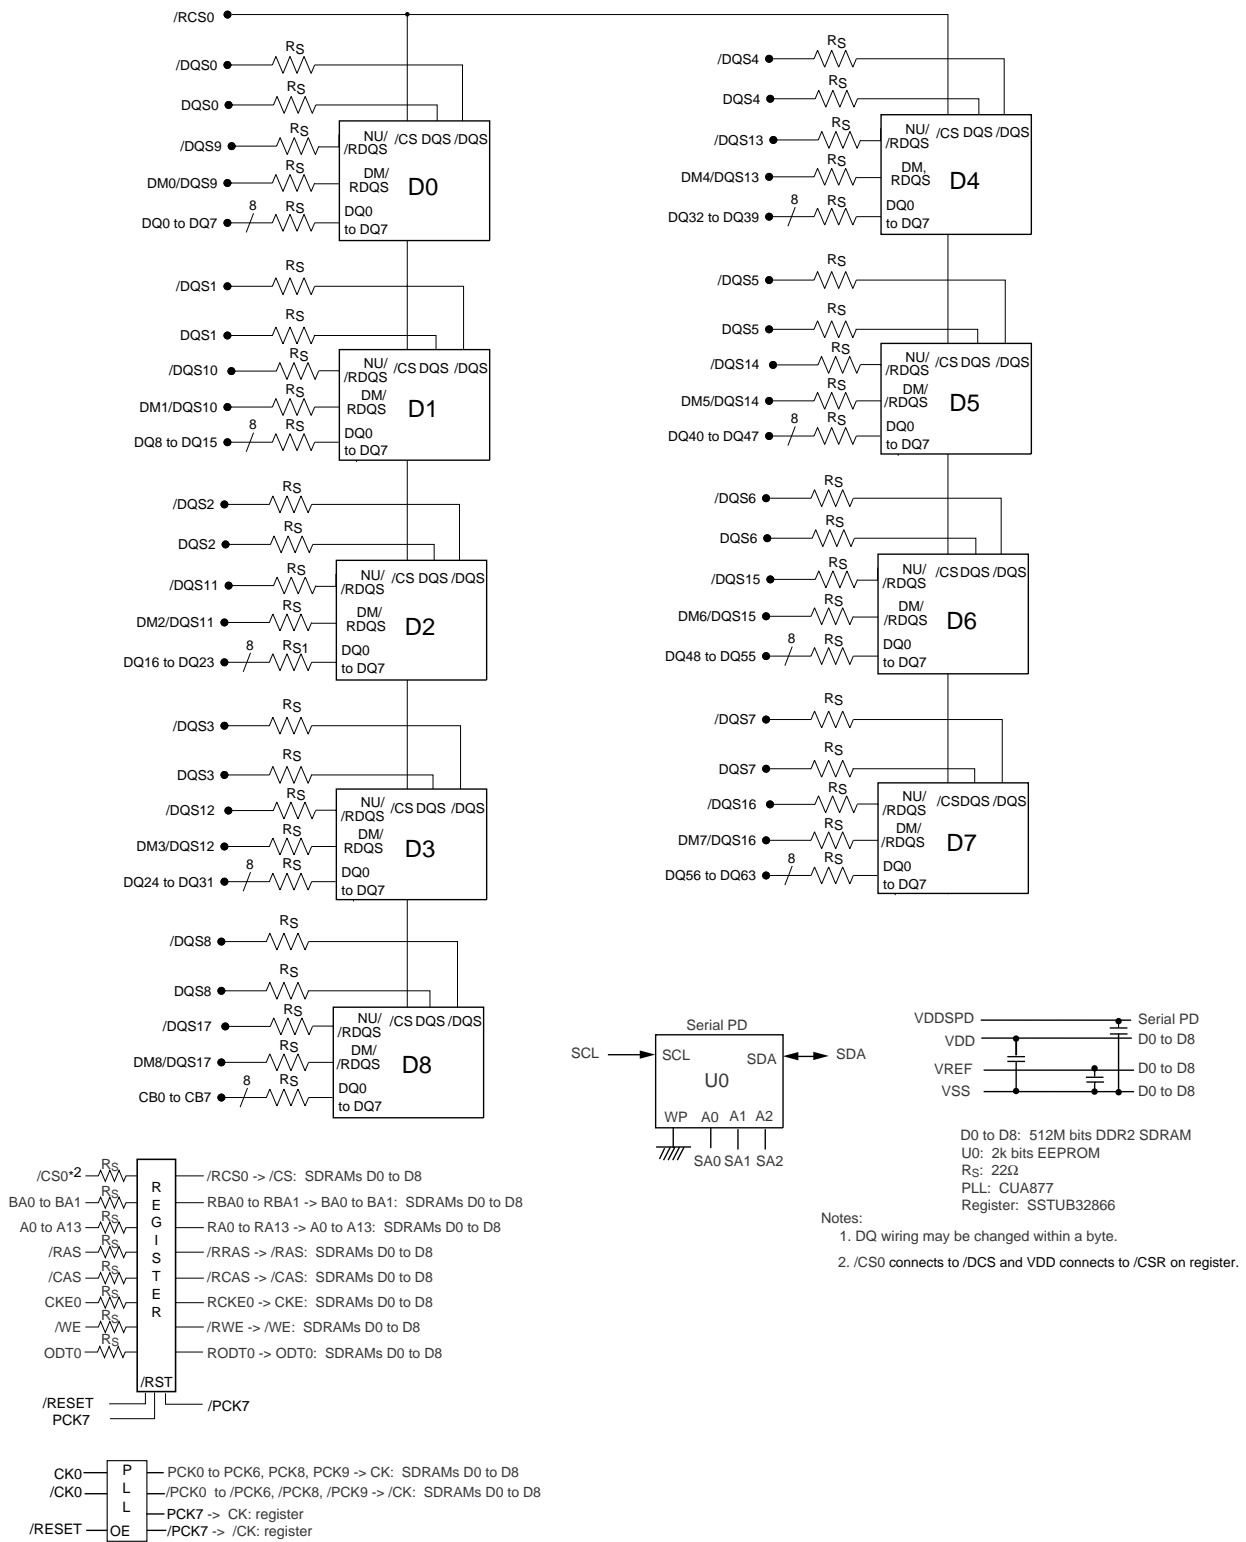 /RCS0
RS
/DQS0
RS
DQS0
RS
/DQS9
RS
DM0/DQS9
8
RS
DQ0 to DQ7
NU/
/RDQS
/CS DQS /DQS
DM/
RDQS
D0
DQ0
to DQ7
RS
/DQS1
RS
DQS1
RS
/DQS10
RS
DM1/DQS10
8
RS
DQ8 to DQ15
NU/
/RDQS
/CS DQS /DQS
DM/
RDQS
D1
DQ0
to DQ7
RS
/DQS2
RS
DQS2
RS
/DQS11
RS
DM2/DQS11
8
RS1
DQ16 to DQ23
NU/
/RDQS
/CS DQS /DQS
DM/
RDQS
D2
DQ0
to DQ7
RS
/DQS3
RS
DQS3
RS
/DQS12
RS
DM3/DQS12
8
RS
DQ24 to DQ31
NU/
/RDQS
/CS DQS /DQS
DM/
RDQS
D3
DQ0
to DQ7
RS
/DQS8
RS
DQS8
RS
/DQS17
RS
DM8/DQS17
8
RS
CB0 to CB7
NU/
/RDQS
/CS DQS /DQS
DM/
/RDQS
D8
DQ0
to DQ7
RS
/DQS4
RS
DQS4
RS
/DQS13
RS
DM4/DQS13
8
RS
DQ32 to DQ39
NU/
/RDQS
/CS DQS /DQS
DM,
RDQS
D4
DQ0
to DQ7
RS
/DQS5
RS
DQS5
RS
/DQS14
RS
DM5/DQS14
8
RS
DQ40 to DQ47
NU/
/RDQS
/CS DQS /DQS
DM/
/RDQS
D5
DQ0
to DQ7
RS
/DQS6
RS
DQS6
RS
/DQS15
RS
DM6/DQS15
8
RS
DQ48 to DQ55
NU/
/RDQS
/CS DQS /DQS
DM/
/RDQS
D6
DQ0
to DQ7
RS
/DQS7
RS
DQS7
RS
/DQS16
RS
DM7/DQS16
8
RS
DQ56 to DQ63
NU/
/RDQS
/CSDQS /DQS
DM/
/RDQS
D7
DQ0
to DQ7
Serial PD
SCL
SCL
SDA
SDA
U0
WP A0 A1 A2
SA0 SA1 SA2
VDDSPD
Serial PD
VDD
D0 to D8
VREF
D0 to D8
VSS
D0 to D8
D0 to D8: 512M bits DDR2 SDRAM
U0: 2k bits EEPROM
RS: 22Ω
PLL: CUA877
Register: SSTUB32866
Notes:
1. DQ wiring may be changed within a byte.
2. /CS0 connects to /DCS and VDD connects to /CSR on register.
/CS0*2 RS /RCS0 -> /CS: SDRAMs D0 to D8
BA0 to BA1 RS RBA0 to RBA1 -> BA0 to BA1: SDRAMs D0 to D8
A0 to A13 RS RA0 to RA13 -> A0 to A13: SDRAMs D0 to D8
/RAS RS /RRAS -> /RAS: SDRAMs D0 to D8
/CAS RS /RCAS -> /CAS: SDRAMs D0 to D8
CKE0 RS RCKE0 -> CKE: SDRAMs D0 to D8
/WE RS /RWE -> /WE: SDRAMs D0 to D8
ODT0 RS RODT0 -> ODT0: SDRAMs D0 to D8
REGISTER
/RST
/RESET
PCK7
/PCK7
CK0
PCK0 to PCK6, PCK8, PCK9 -> CK: SDRAMs D0 to D8
/CK0
/PCK0 to /PCK6, /PCK8, /PCK9 -> /CK: SDRAMs D0 to D8
PLL
PCK7 -> CK: register
/RESET
OE
/PCK7 -> /CK: register